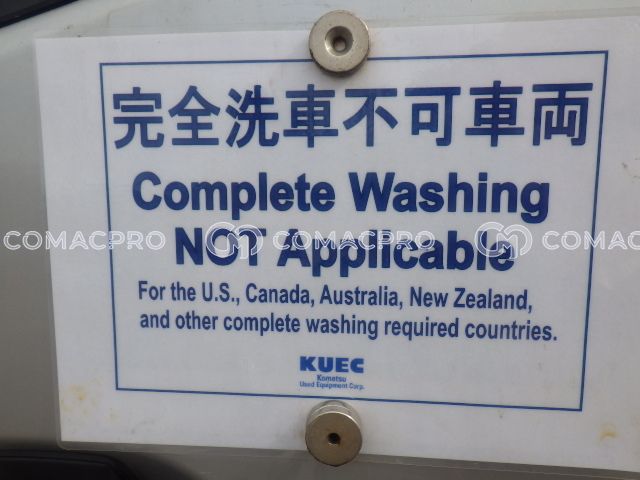 完全洗車不可車両
Complete Washing
NOT Applicable
For the U.S., Canada, Australia, New Zealand,
and other complete washing required countries.
KUEC
Komatsu
Used Equipment Corp.
COMACPRO COMACPRO COMACPRO